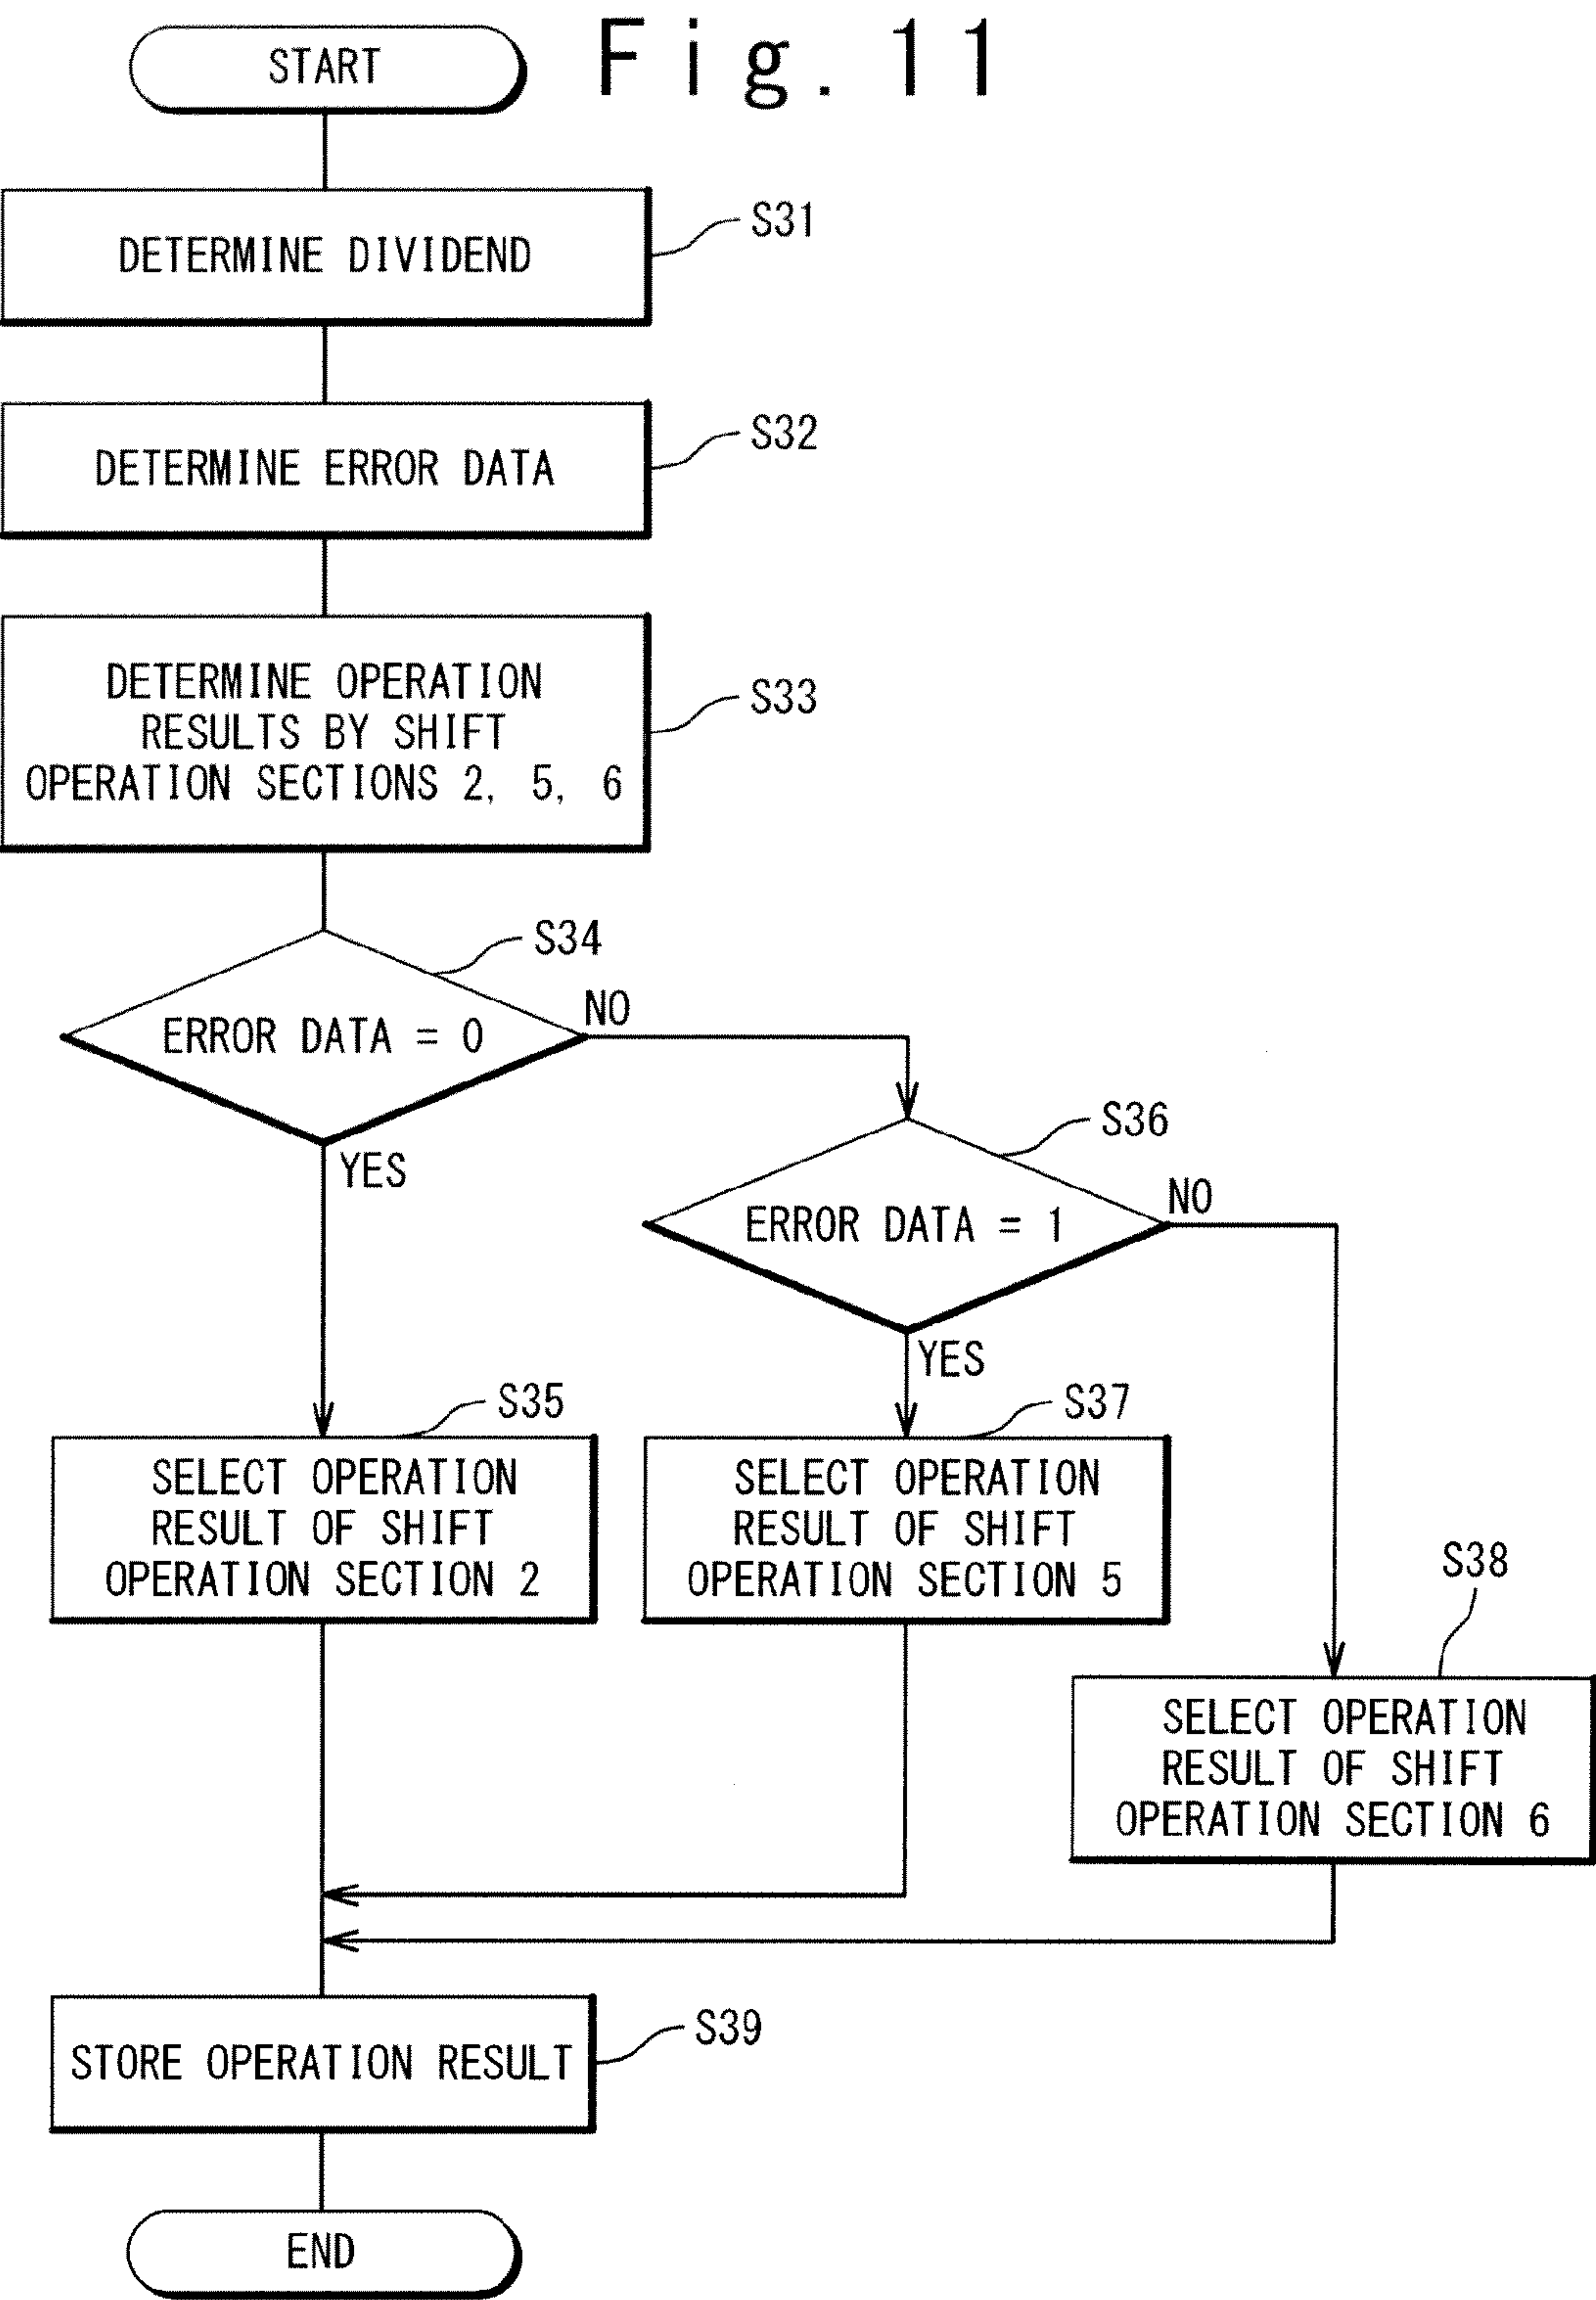 Fig. 11
START
DETERMINE DIVIDEND
S31
DETERMINE ERROR DATA
S32
DETERMINE OPERATION
RESULTS BY SHIFT
OPERATION SECTIONS 2, 5, 6
S33
S34
ERROR DATA = 0
NO
YES
S36
ERROR DATA = 1
NO
YES
S35
SELECT OPERATION
RESULT OF SHIFT
OPERATION SECTION 2
S37
SELECT OPERATION
RESULT OF SHIFT
OPERATION SECTION 5
S38
SELECT OPERATION
RESULT OF SHIFT
OPERATION SECTION 6
STORE OPERATION RESULT
S39
END